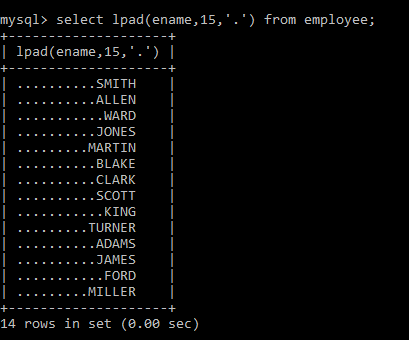 mysql> select lpad(ename,15,'.') from employee;
+--------------------+
| lpad(ename,15,'.') |
+--------------------+
| ..........SMITH    |
| ..........ALLEN    |
| ...........WARD    |
| ..........JONES    |
| .........MARTIN    |
| ..........BLAKE    |
| ..........CLARK    |
| ..........SCOTT    |
| ...........KING    |
| .........TURNER    |
| ..........ADAMS    |
| ..........JAMES    |
| ...........FORD    |
| .........MILLER    |
+--------------------+
14 rows in set (0.00 sec)